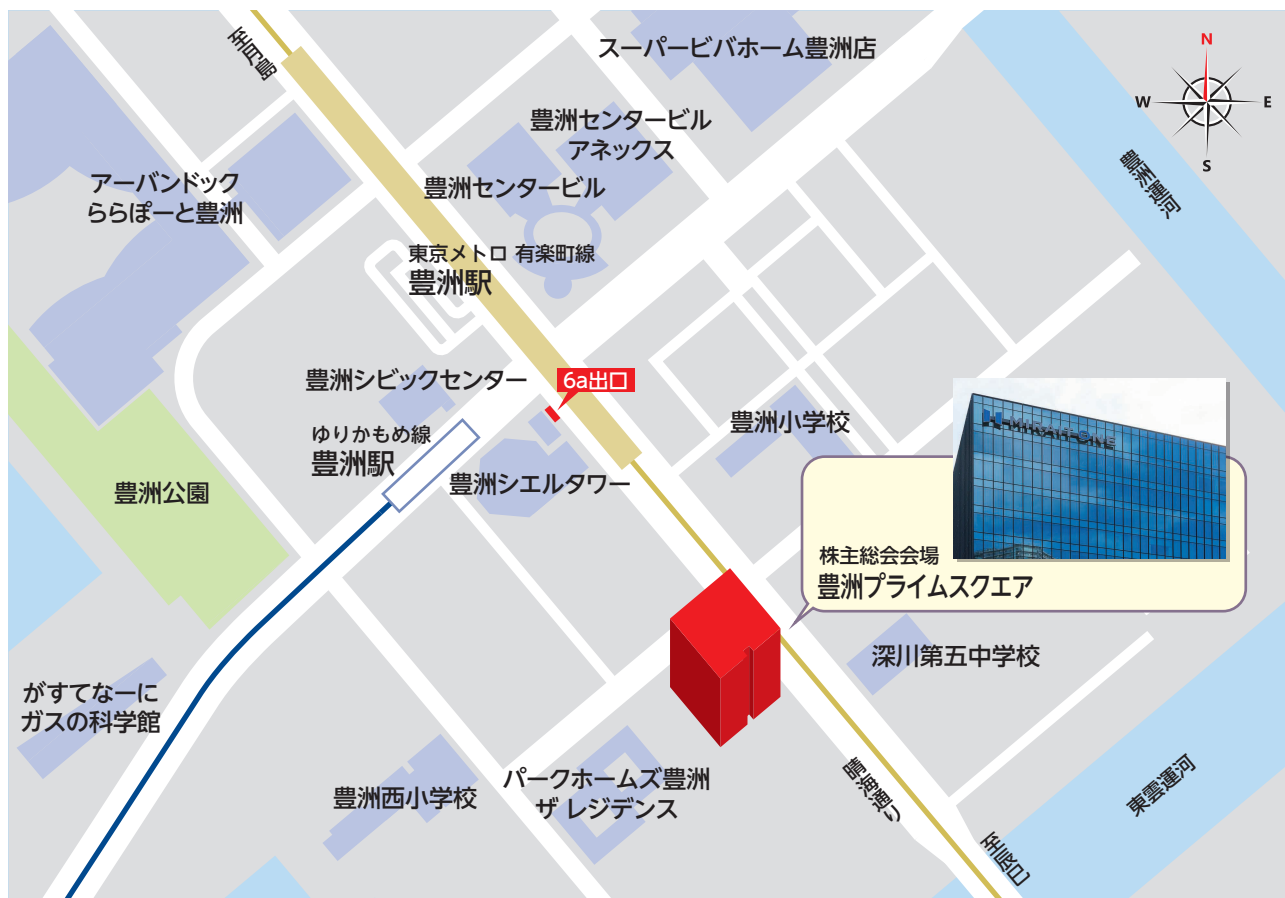 至月島
スーパービバホーム豊洲店
N
W
E
S
豊洲センタービル
アネックス
豊洲運河
アーバンドック
ららぽーと豊洲
豊洲センタービル
東京メトロ 有楽町線
豊洲駅
豊洲シビックセンター
6a出口
豊洲小学校
ゆりかもめ線
豊洲駅
豊洲シエルタワー
豊洲公園
MIRAIT ONE
株主総会会場
豊洲プライムスクエア
深川第五中学校
がすてなーに
ガスの科学館
パークホームズ豊洲
ザ レジデンス
豊洲西小学校
晴海通り
東雲運河
至辰巳